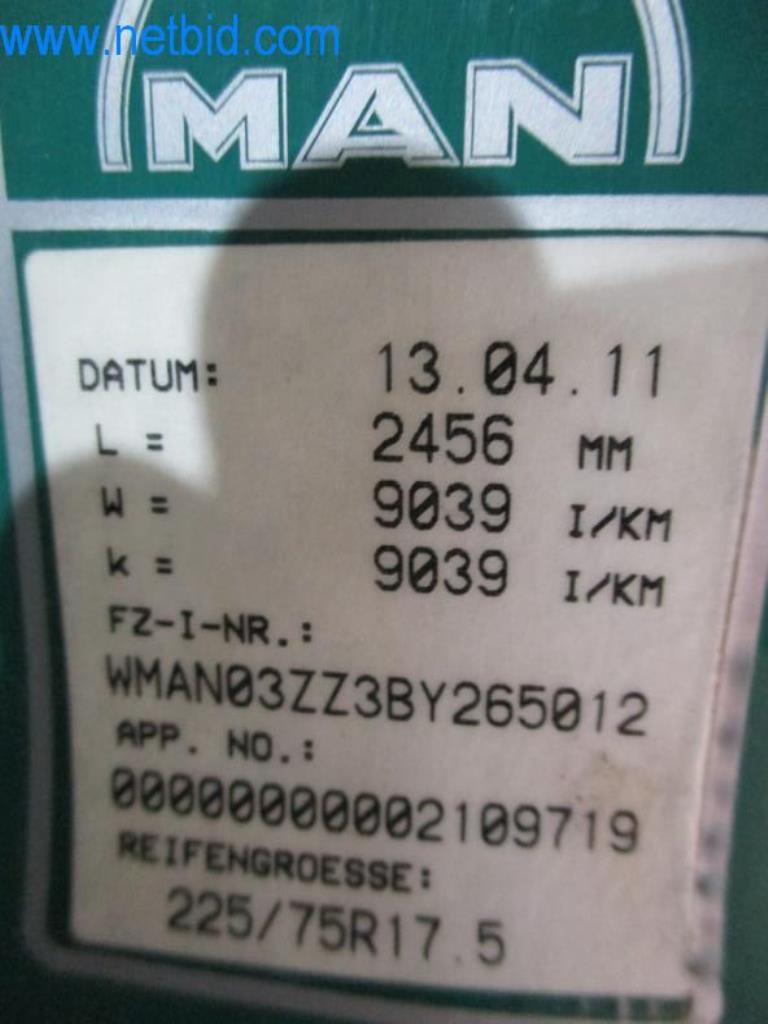 www.netbid.com
MAN
DATUM: 13.04.11
L = 2456 MM
W = 9039 I/KM
k = 9039 I/KM
FZ-I-NR.:
WMAN03ZZ3BY265012
APP. NO.:
000000000002109719
REIFENGROESSE:
225/75R17.5